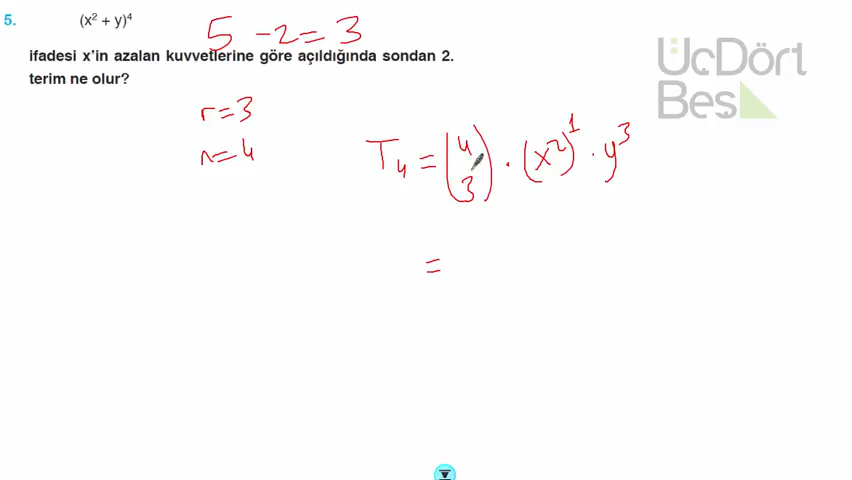 5. (x² + y)⁴
5 - 2 = 3
ifadesi x'in azalan kuvvetlerine göre açıldığında sondan 2.
terim ne olur?
ÜçDört
Beş
r = 3
n = 4
T₄ = (4 3) · (x²)¹ · y³
=